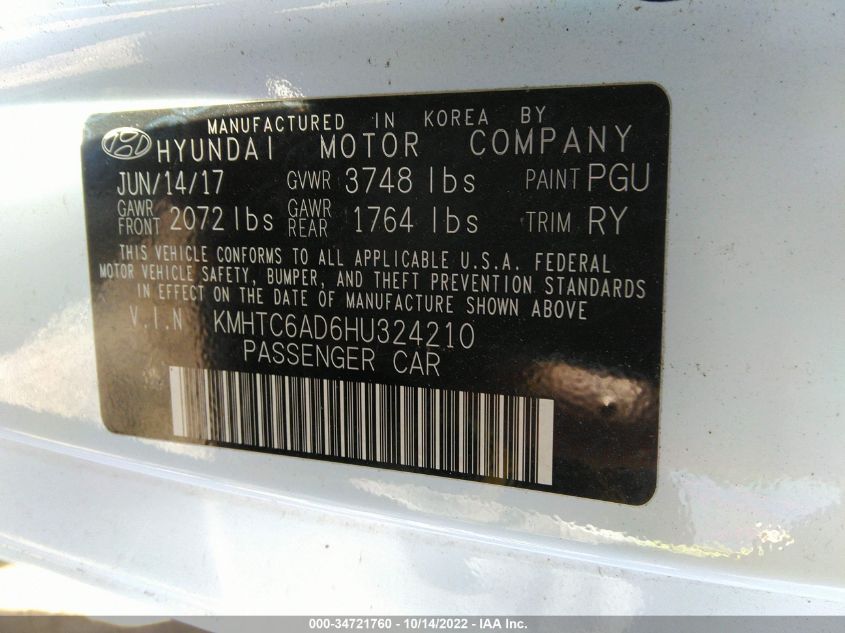 MANUFACTURED IN KOREA BY
HYUNDAI MOTOR COMPANY
JUN/14/17 GVWR 3748 lbs PAINT PGU
GAWR FRONT 2072 lbs GAWR REAR 1764 lbs TRIM RY
THIS VEHICLE CONFORMS TO ALL APPLICABLE U.S.A. FEDERAL
MOTOR VEHICLE SAFETY, BUMPER, AND THEFT PREVENTION STANDARDS
IN EFFECT ON THE DATE OF MANUFACTURE SHOWN ABOVE
V.I.N KMHTC6AD6HU324210
PASSENGER CAR
000-34721760 - 10/14/2022 - IAA Inc.